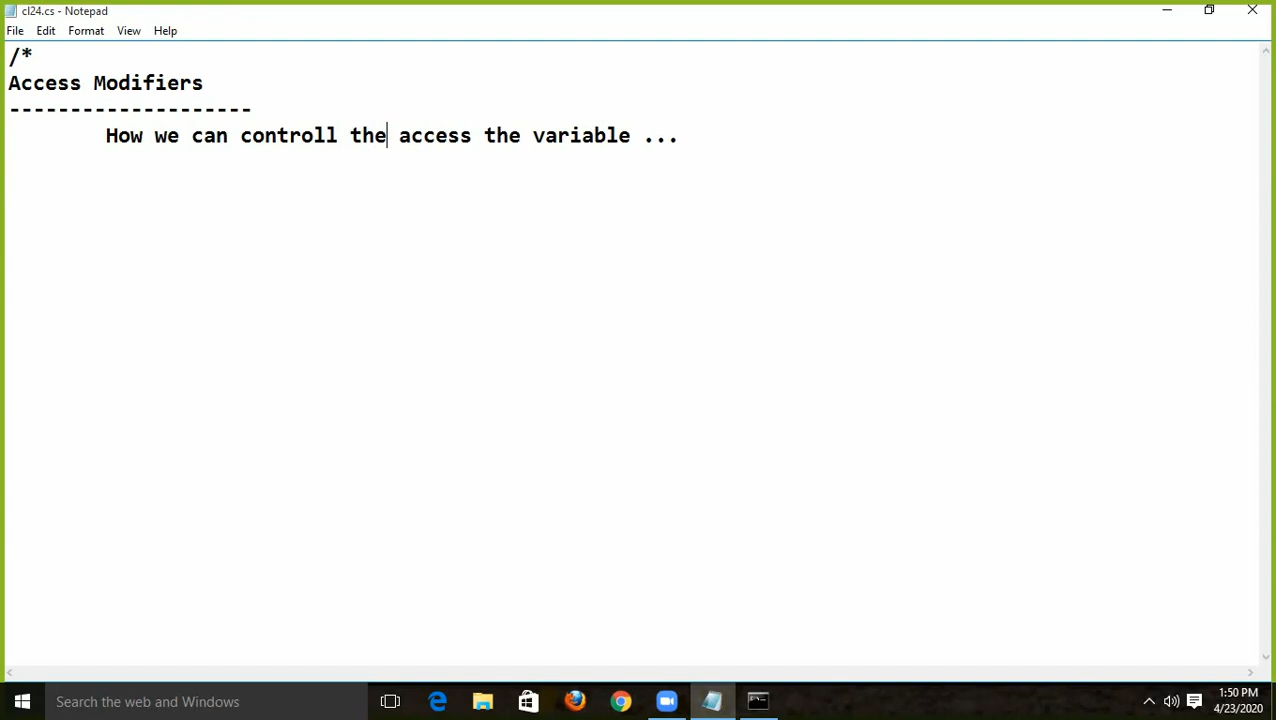 cl24.cs - Notepad
File Edit Format View Help
/*
Access Modifiers
--------------------
How we can controll the access the variable ...
Search the web and Windows
1:50 PM
4/23/2020